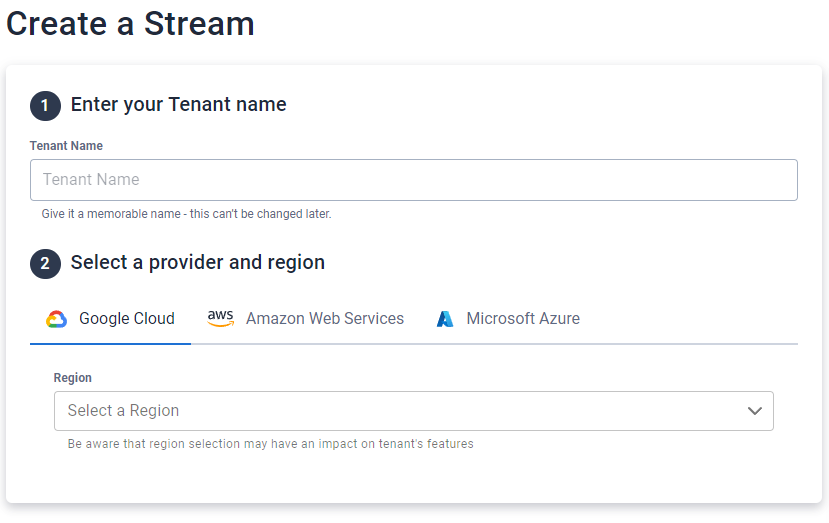 Create a Stream
1 Enter your Tenant name
Tenant Name
Tenant Name
Give it a memorable name - this can't be changed later.
2 Select a provider and region
Google Cloud aws Amazon Web Services Microsoft Azure
Region
Select a Region
Be aware that region selection may have an impact on tenant's features